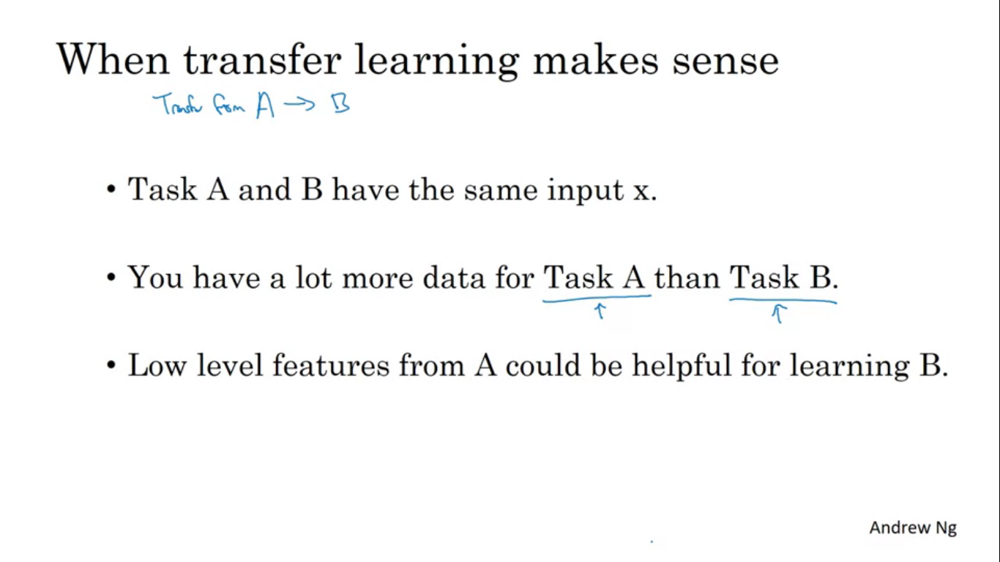 When transfer learning makes sense
Transfer from A → B
• Task A and B have the same input x.
• You have a lot more data for Task A than Task B.
• Low level features from A could be helpful for learning B.
Andrew Ng